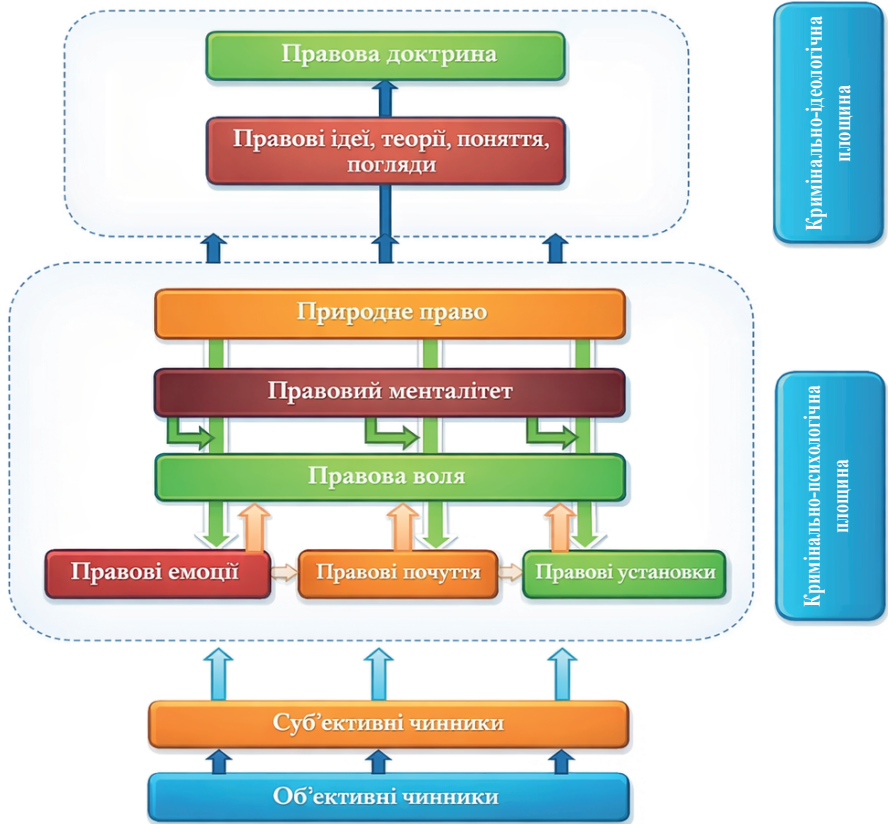 Правова доктрина
Правові ідеї, теорії, поняття,
погляди
Кримінально-ідеологічна
площина
Природне право
Правовий менталітет
Правова воля
Правові емоції
Правові почуття
Правові установки
Кримінально-психологічна
площина
Суб’єктивні чинники
Об’єктивні чинники